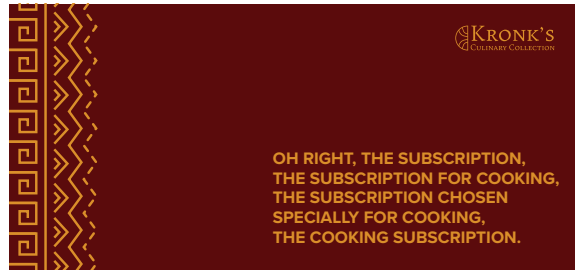 KRONK'S
CULINARY COLLECTION
OH RIGHT, THE SUBSCRIPTION,
THE SUBSCRIPTION FOR COOKING,
THE SUBSCRIPTION CHOSEN
SPECIALLY FOR COOKING,
THE COOKING SUBSCRIPTION.